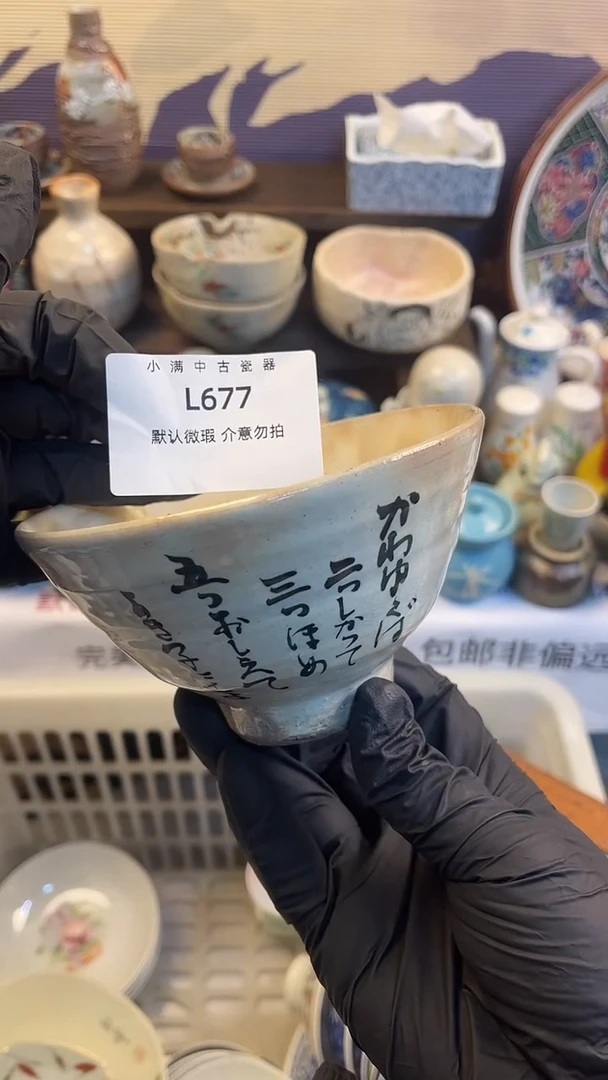 小满中古瓷器
L677
默认微瑕 介意勿拍
かわゆくば
二つしかって
三つほめ
五つおしえて
完美
包邮非偏远